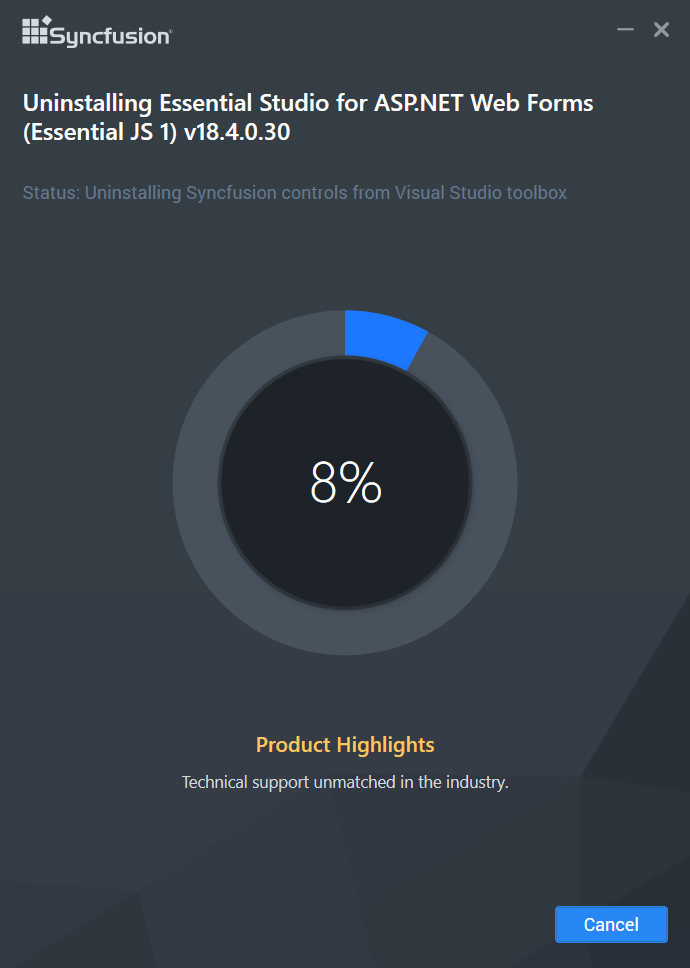 Syncfusion
Uninstalling Essential Studio for ASP.NET Web Forms
(Essential JS 1) v18.4.0.30
Status: Uninstalling Syncfusion controls from Visual Studio toolbox
8%
Product Highlights
Technical support unmatched in the industry.
Cancel